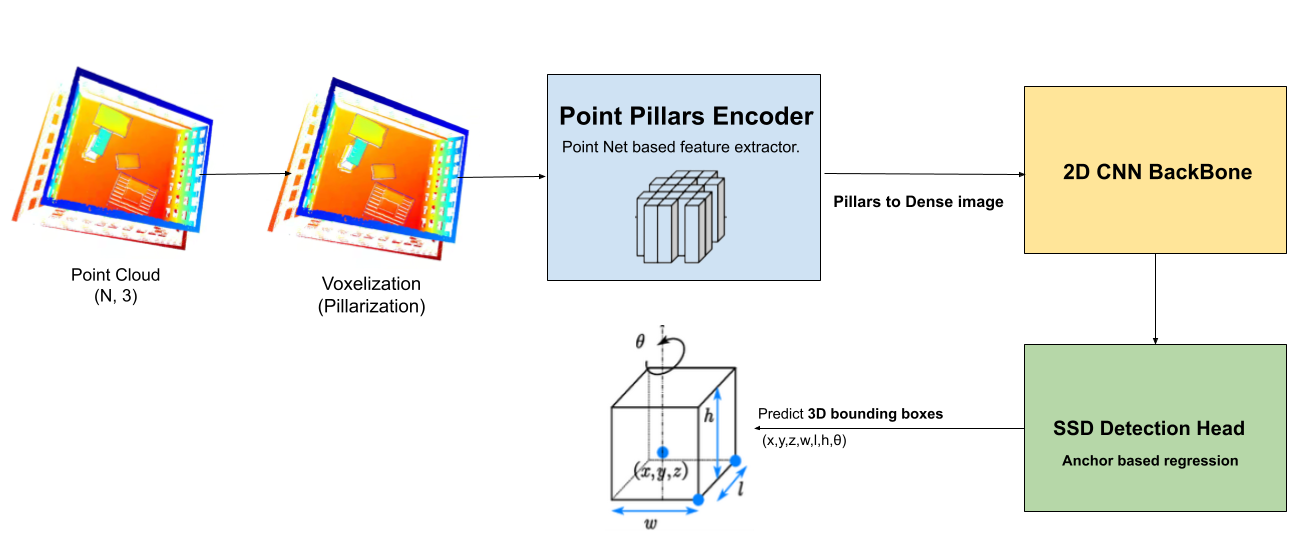 Point Cloud
(N, 3)
Voxelization
(Pillarization)
Point Pillars Encoder
Point Net based feature extractor.
Pillars to Dense image
2D CNN BackBone
SSD Detection Head
Anchor based regression
Predict 3D bounding boxes
(x,y,z,w,l,h,θ)
θ
h
(x,y,z)
l
w